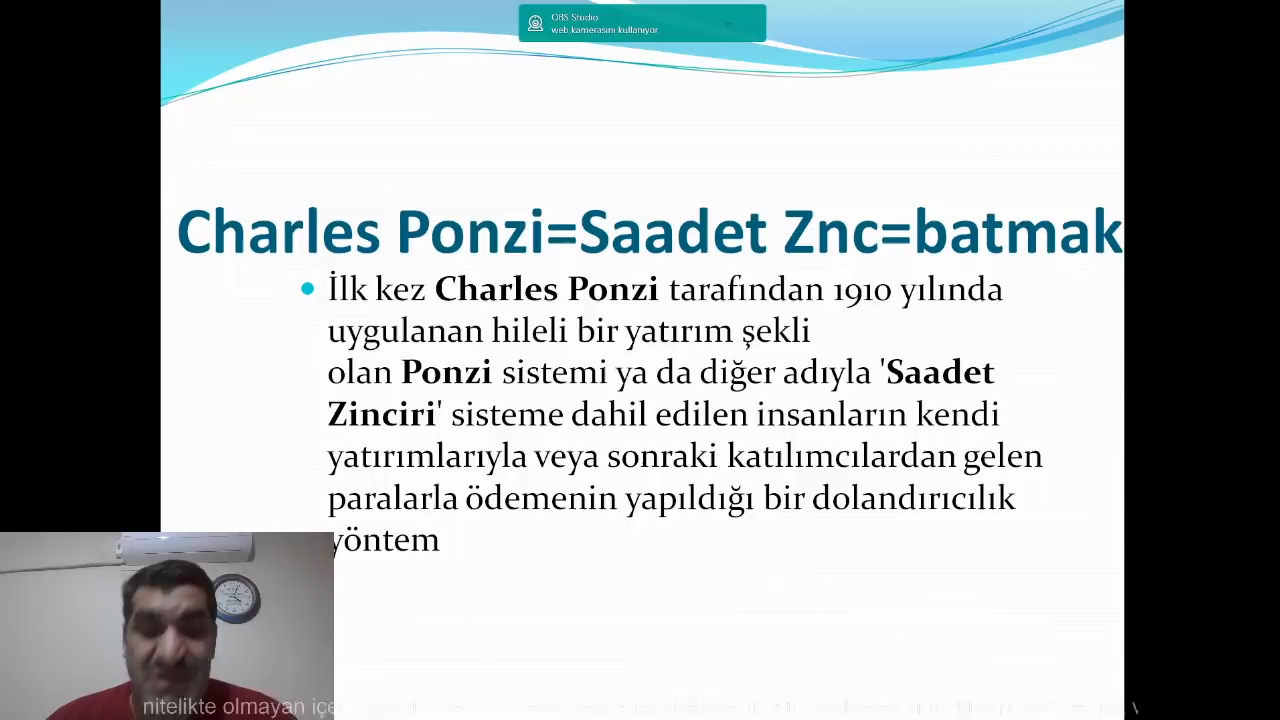 OBS Studio
web kamerasını kullanıyor
Charles Ponzi=Saadet Znc=batmak
İlk kez Charles Ponzi tarafından 1910 yılında
uygulanan hileli bir yatırım şekli
olan Ponzi sistemi ya da diğer adıyla 'Saadet
Zinciri' sisteme dahil edilen insanların kendi
yatırımlarıyla veya sonraki katılımcılardan gelen
paralarla ödemenin yapıldığı bir dolandırıcılık
yöntem
nitelikte olmayan